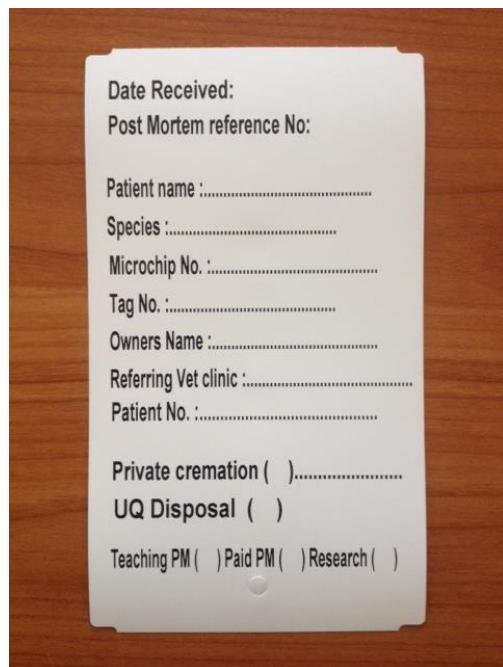 Date Received:
Post Mortem reference No:
Patient name :..........................................
Species :..........................................
Microchip No. :..........................................
Tag No. :..........................................
Owners Name :..........................................
Referring Vet clinic :..........................................
Patient No. :.............................................
Private cremation (   ).......................
UQ Disposal (   )
Teaching PM (   ) Paid PM (   ) Research (   )